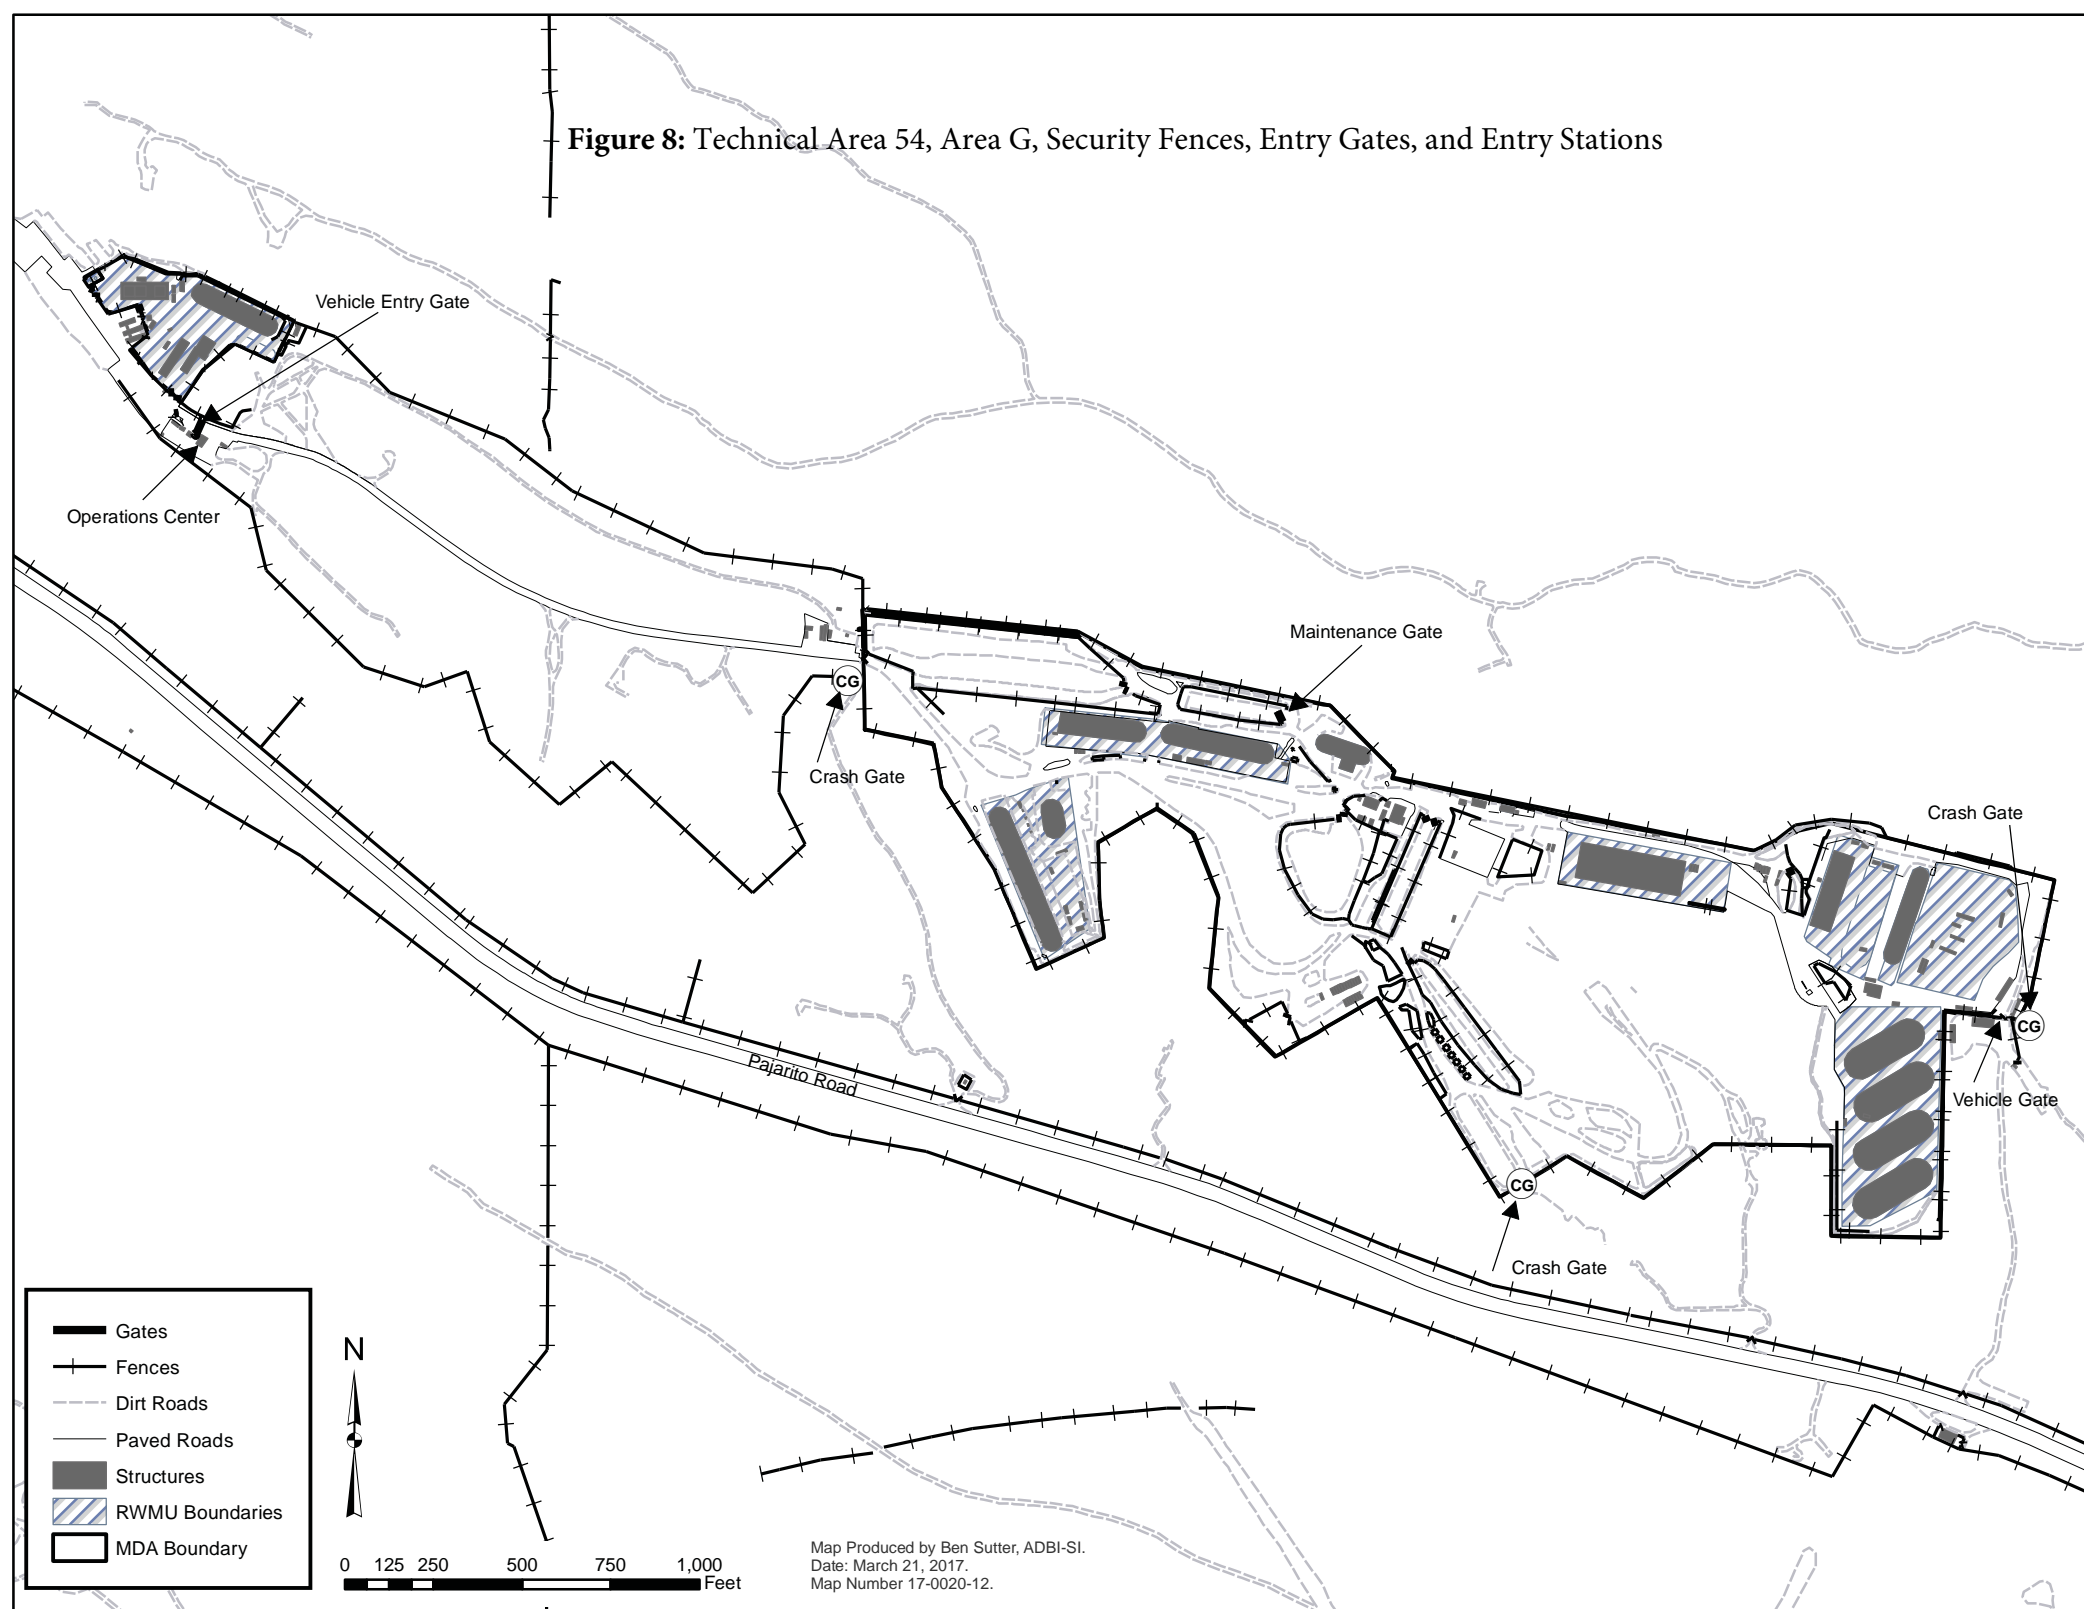 Figure 8: Technical Area 54, Area G, Security Fences, Entry Gates, and Entry Stations
Vehicle Entry Gate
Operations Center
Maintenance Gate
CG
Crash Gate
Crash Gate
CG
Vehicle Gate
Pajarito Road
CG
Crash Gate
Gates
Fences
Dirt Roads
Paved Roads
Structures
RWMU Boundaries
MDA Boundary
N
0 125 250 500 750 1,000
Feet
Map Produced by Ben Sutter, ADBI-SI.
Date: March 21, 2017.
Map Number 17-0020-12.